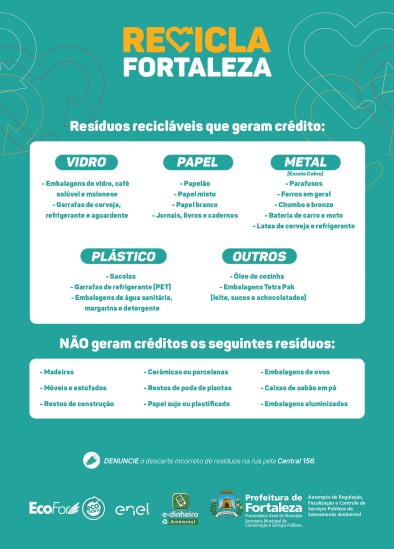 RECICLA
FORTALEZA
Resíduos recicláveis que geram crédito:
VIDRO
- Embalagens de vidro, café
solúvel e maionese
- Garrafas de cerveja,
refrigerante e aguardente
PAPEL
- Papelão
- Papel misto
- Papel branco
- Jornais, livros e cadernos
METAL
(Exceto Cobre)
- Parafusos
- Ferros em geral
- Chumbo e bronze
- Bateria de carro e moto
- Latas de cerveja e refrigerante
PLÁSTICO
- Sacolas
- Garrafas de refrigerante (PET)
- Embalagens de água sanitária,
margarina e detergente
OUTROS
- Óleo de cozinha
- Embalagens Tetra Pak
(leite, sucos e achocolatados)
NÃO geram créditos os seguintes resíduos:
- Madeiras
- Móveis e estofados
- Restos de construção
- Cerâmicas ou porcelanas
- Restos de poda de plantas
- Papel sujo ou plastificado
- Embalagens de ovos
- Caixas de sabão em pó
- Embalagens aluminizadas
DENUNCIE o descarte incorreto de resíduos na rua pela Central 156.
EcoFor
enel
e-dinheiro
Ambiental
Prefeitura de
Fortaleza
Procuradoria Geral do Município
Secretaria Municipal de
Conservação e Serviços Públicos
Autarquia de Regulação,
Fiscalização e Controle de
Serviços Públicos de
Saneamento Ambiental